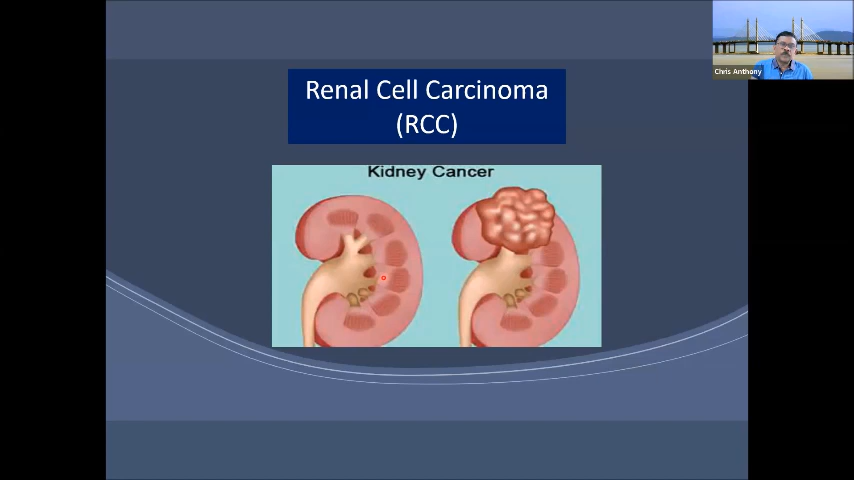 Renal Cell Carcinoma
(RCC)
Kidney Cancer
Chris Anthony